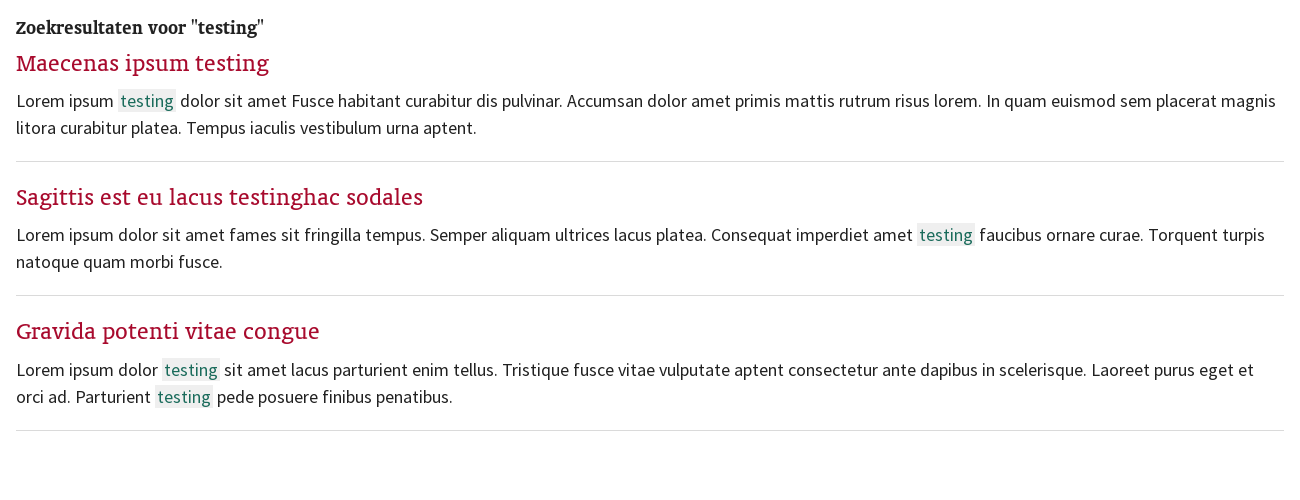 Zoekresultaten voor "testing"
Maecenas ipsum testing
Lorem ipsum testing dolor sit amet Fusce habitant curabitur dis pulvinar. Accumsan dolor amet primis mattis rutrum risus lorem. In quam euismod sem placerat magnis
litora curabitur platea. Tempus iaculis vestibulum urna aptent.
Sagittis est eu lacus testinghac sodales
Lorem ipsum dolor sit amet fames sit fringilla tempus. Semper aliquam ultrices lacus platea. Consequat imperdiet amet testing faucibus ornare curae. Torquent turpis
natoque quam morbi fusce.
Gravida potenti vitae congue
Lorem ipsum dolor testing sit amet lacus parturient enim tellus. Tristique fusce vitae vulputate aptent consectetur ante dapibus in scelerisque. Laoreet purus eget et
orci ad. Parturient testing pede posuere finibus penatibus.